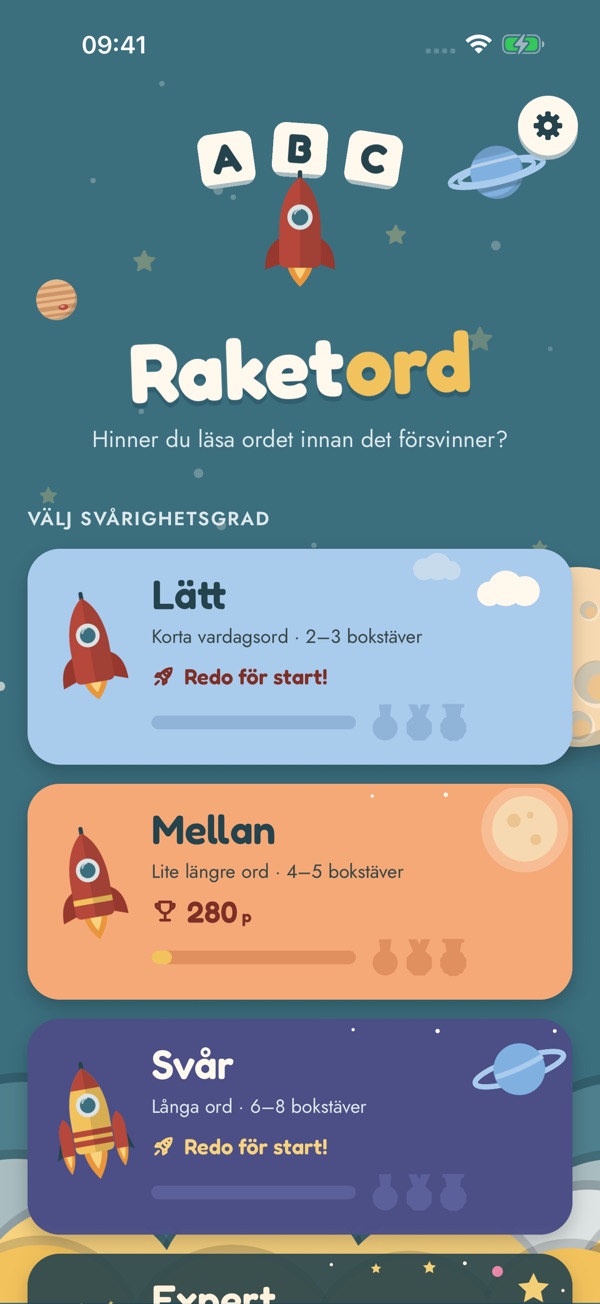 09:41
A B C
Raketord
Hinner du läsa ordet innan det försvinner?
VÄLJ SVÅRIGHETSGRAD
Lätt
Korta vardagsord · 2–3 bokstäver
Redo för start!
Mellan
Lite längre ord · 4–5 bokstäver
280 p
Svår
Långa ord · 6–8 bokstäver
Redo för start!
Expert